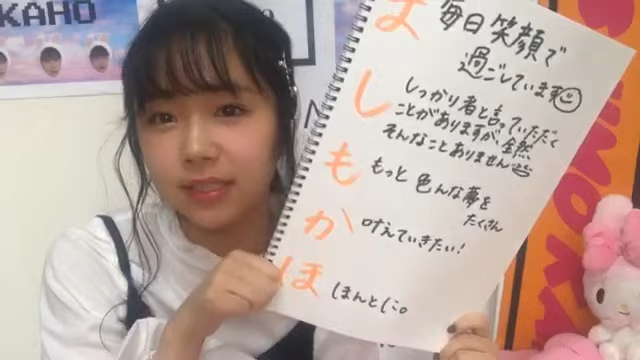 KAHO
ま 毎日笑顔で
過ごしています
し しっかり者と言っていただく
ことがありますが、全然
そんなことありません
も もっと色んな夢を
たくさん
か 叶えていきたい!
ほ ほんとに。
IMO KA